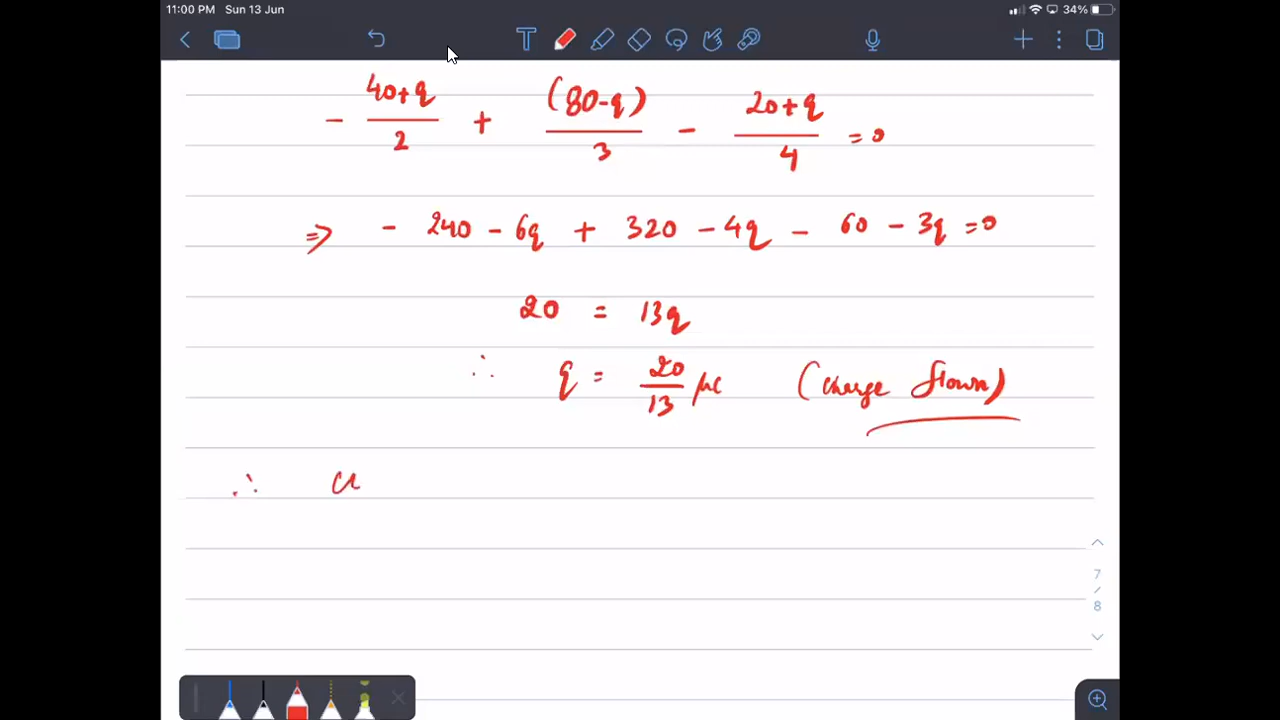 11:00 PM Sun 13 Jun 34%
- (40+q)/2 + (80-q)/3 - (20+q)/4 = 0
⇒ - 240 - 6q + 320 - 4q - 60 - 3q = 0
20 = 13q
∴ q = 20/13 μc (charge flown)
∴
7
/
8